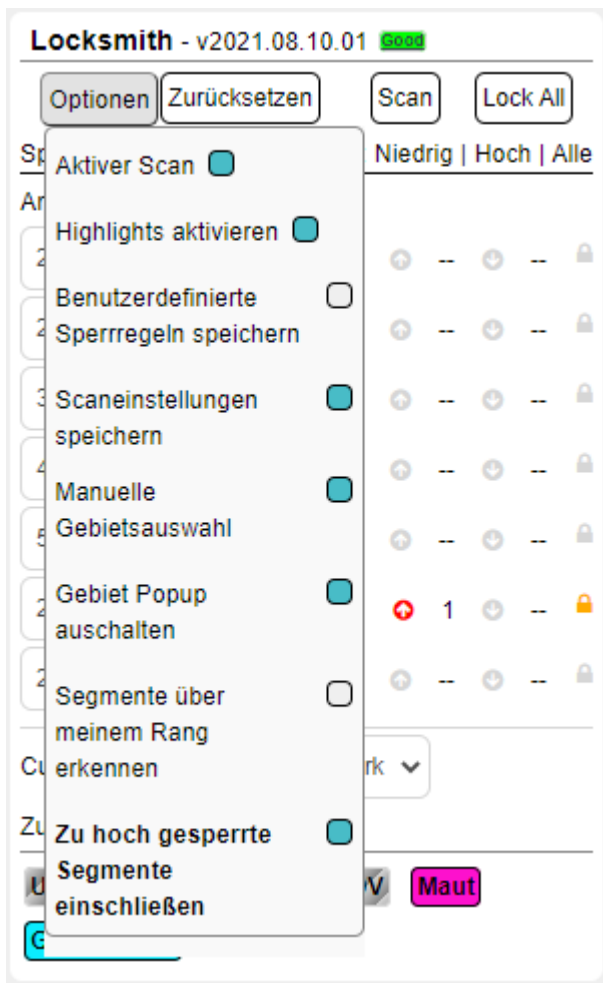 Locksmith - v2021.08.10.01 Good
Optionen Zurücksetzen Scan Lock All
Niedrig | Hoch | Alle
Aktiver Scan
Highlights aktivieren
--  --
Benutzerdefinierte
Sperrregeln speichern
--  --
Scaneinstellungen
speichern
--  --
Manuelle
Gebietsauswahl
--  --
--  --
Gebiet Popup
auschalten
1  --
Segmente über
meinem Rang
erkennen
--  --
Zu hoch gesperrte
Segmente
einschließen
Maut